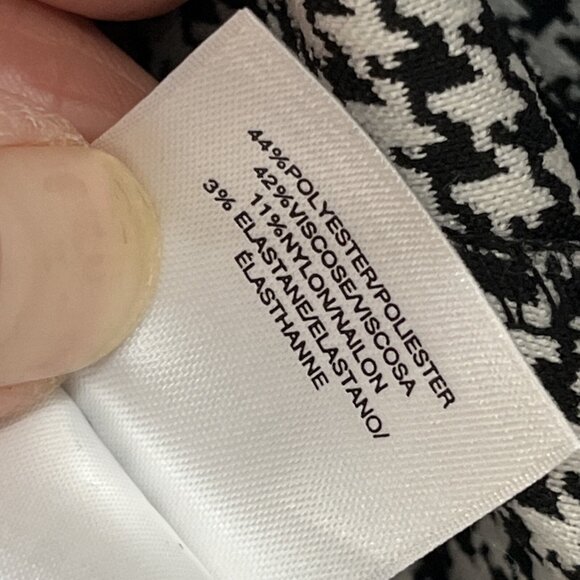 44%POLYESTER/POLIESTER
42%VISCOSE/VISCOSA
11%NYLON/NAILON
3% ELASTANE/ELASTANO/
ÉLASTHANNE